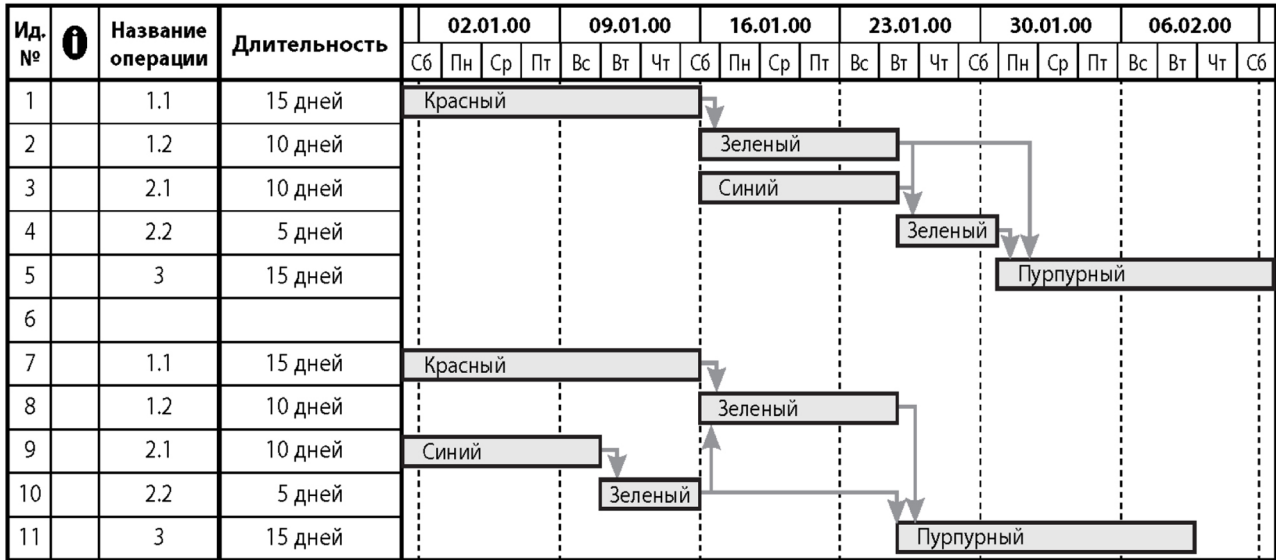 Ид. № Название операции Длительность 02.01.00 09.01.00 16.01.00 23.01.00 30.01.00 06.02.00
Сб Пн Ср Пт Вс Вт Чт Сб Пн Ср Пт Вс Вт Чт Сб Пн Ср Пт Вс Вт Чт Сб
1 1.1 15 дней Красный
2 1.2 10 дней Зеленый
3 2.1 10 дней Синий
4 2.2 5 дней Зеленый
5 3 15 дней Пурпурный
6
7 1.1 15 дней Красный
8 1.2 10 дней Зеленый
9 2.1 10 дней Синий
10 2.2 5 дней Зеленый
11 3 15 дней Пурпурный